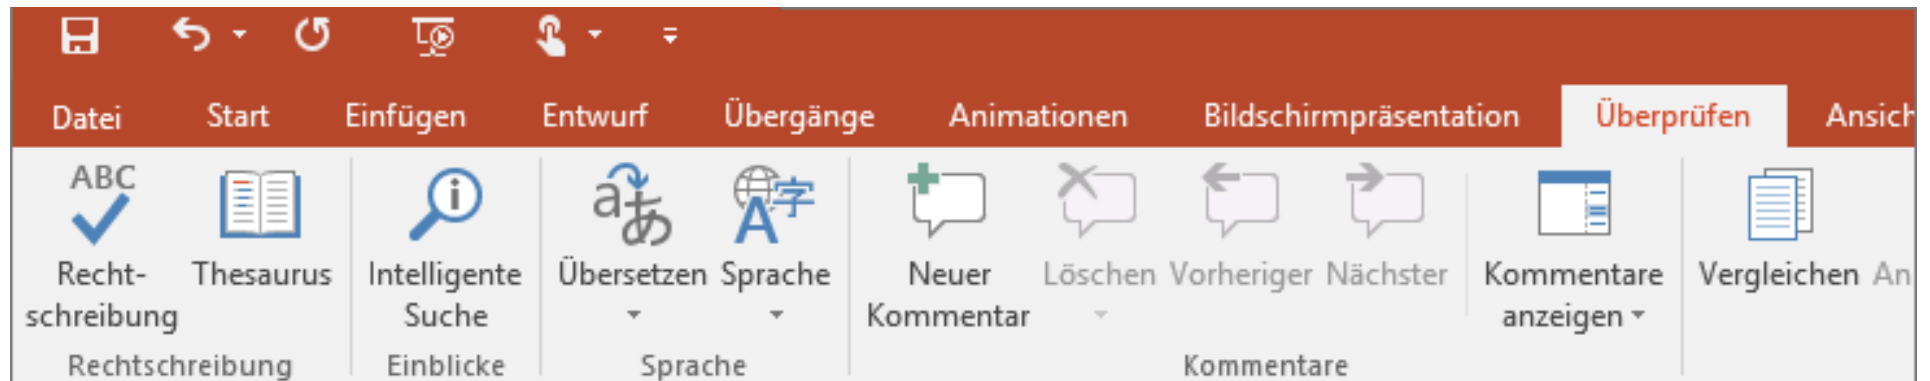 Datei Start Einfügen Entwurf Übergänge Animationen Bildschirmpräsentation Überprüfen
ABC
Recht-
schreibung
Thesaurus
Rechtschreibung
Intelligente
Suche
Einblicke
Übersetzen
Sprache
Sprache
Neuer
Kommentar
Löschen
Vorheriger
Nächster
Kommentare
anzeigen
Kommentare
Vergleichen